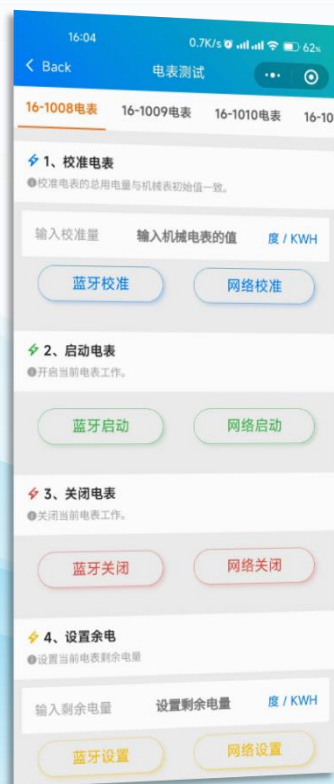 16:04 0.7K/s 62%
Back 电表测试
16-1008电表 16-1009电表 16-1010电表 16-10
1、校准电表
校准电表的总用电量与机械表初始值一致。
输入校准量 输入机械电表的值 度 / KWH
蓝牙校准 网络校准
2、启动电表
开启当前电表工作。
蓝牙启动 网络启动
3、关闭电表
关闭当前电表工作。
蓝牙关闭 网络关闭
4、设置余电
设置当前电表剩余电量
输入剩余电量 设置剩余电量 度 / KWH
蓝牙设置 网络设置